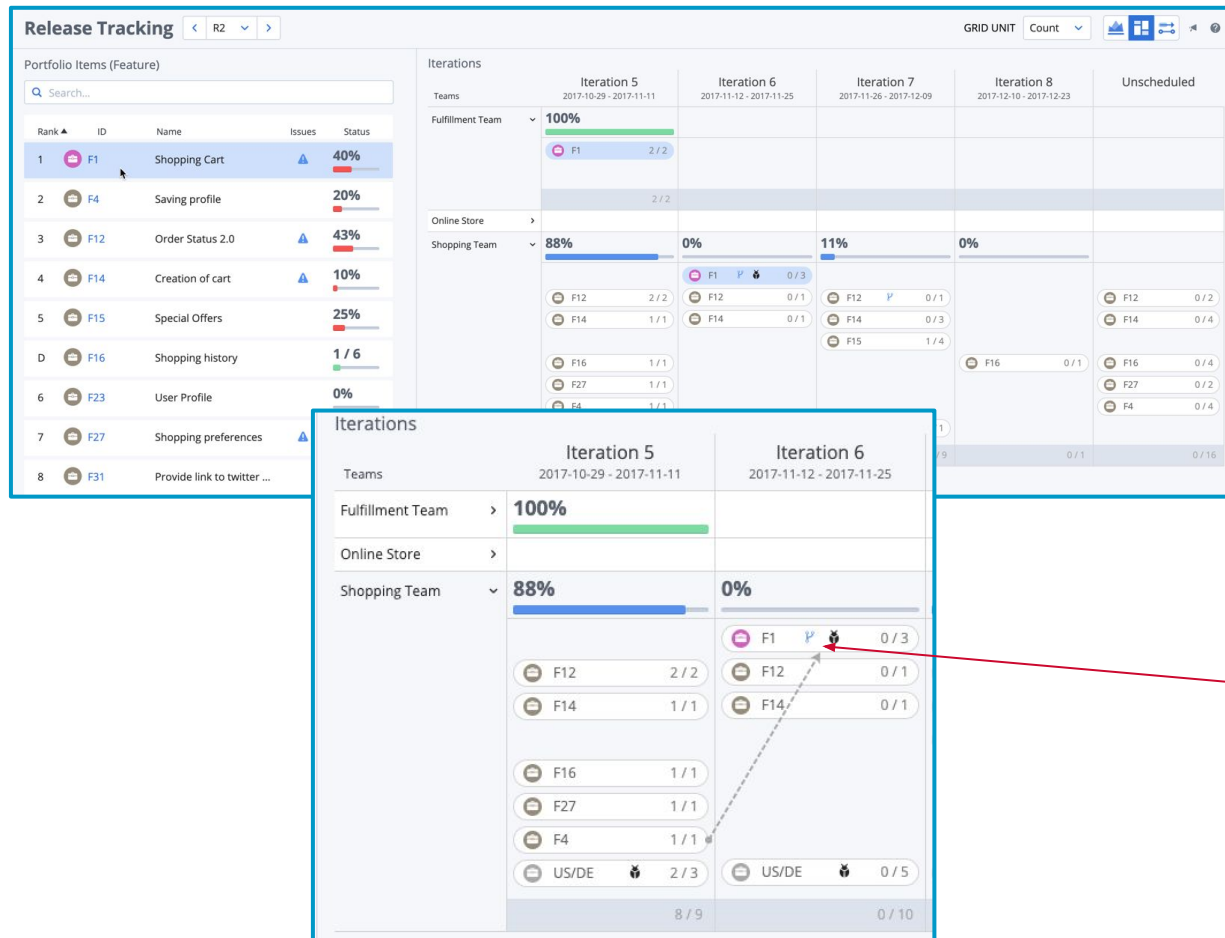 Release Tracking R2 GRID UNIT Count
Portfolio Items (Feature)
Search...
Rank ID Name Issues Status
1 F1 Shopping Cart 40%
2 F4 Saving profile 20%
3 F12 Order Status 2.0 43%
4 F14 Creation of cart 10%
5 F15 Special Offers 25%
D F16 Shopping history 1 / 6
6 F23 User Profile 0%
7 F27 Shopping preferences
8 F31 Provide link to twitter ...
Iterations
Teams Iteration 5 Iteration 6 Iteration 7 Iteration 8 Unscheduled
2017-10-29 - 2017-11-11 2017-11-12 - 2017-11-25 2017-11-26 - 2017-12-09 2017-12-10 - 2017-12-23
Fulfillment Team 100%
F1 2 / 2
2 / 2
Online Store
Shopping Team 88% 0% 11% 0%
F1 0 / 3
F12 2 / 2 F12 0 / 1 F12 0 / 1 F12 0 / 2
F14 1 / 1 F14 0 / 1 F14 0 / 3 F14 0 / 4
F15 1 / 4
F16 1 / 1 F16 0 / 1 F16 0 / 4
F27 1 / 1 F27 0 / 2
F4 1 / 1 F4 0 / 4
0 / 1 0 / 16
Iterations
Teams Iteration 5 Iteration 6
2017-10-29 - 2017-11-11 2017-11-12 - 2017-11-25
Fulfillment Team 100%
Online Store
Shopping Team 88% 0%
F1 0 / 3
F12 2 / 2 F12 0 / 1
F14 1 / 1 F14 0 / 1
F16 1 / 1
F27 1 / 1
F4 1 / 1
US/DE 2 / 3 US/DE 0 / 5
8 / 9 0 / 10